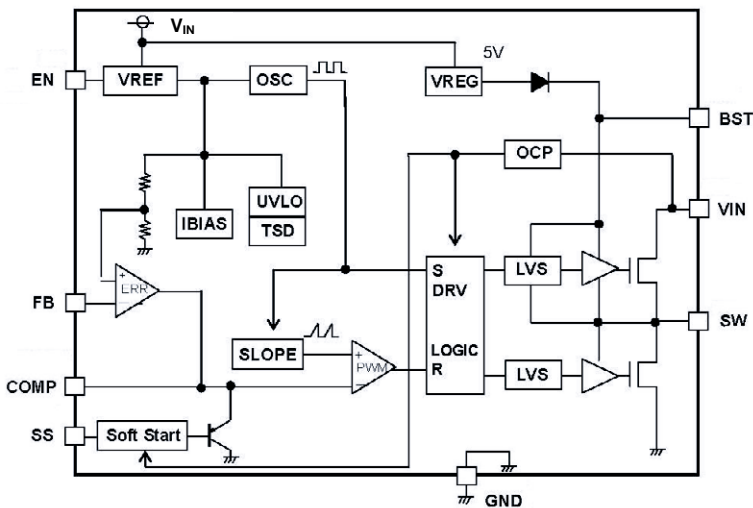 VIN
5V
EN
VREF
OSC
VREG
BST
OCP
VIN
IBIAS
UVLO
TSD
S
DRV
LOGIC
R
LVS
SW
FB
+
ERR
−
SLOPE
+
PWM
−
LVS
COMP
SS
Soft Start
GND